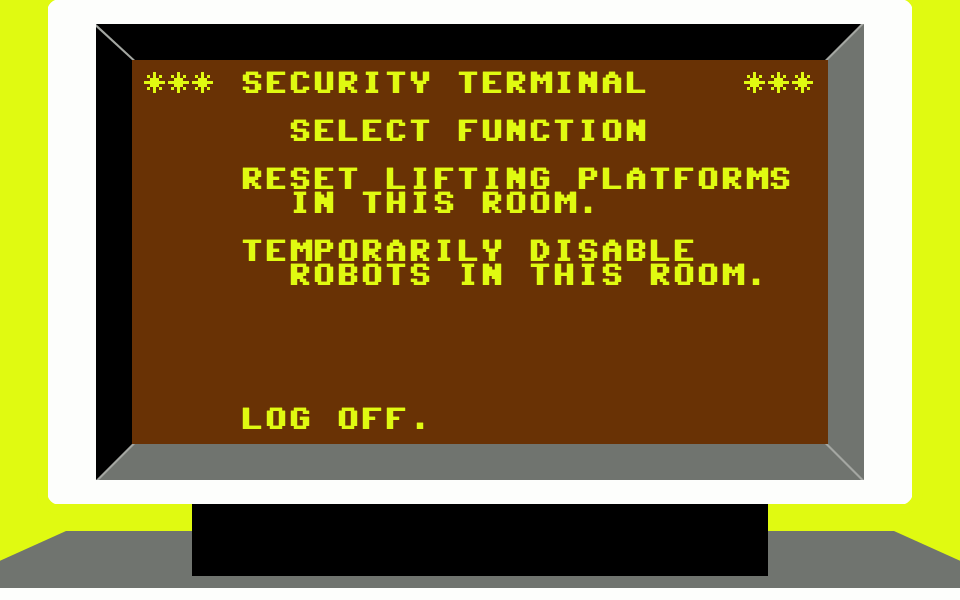 *** SECURITY TERMINAL ***
SELECT FUNCTION
RESET LIFTING PLATFORMS
IN THIS ROOM.
TEMPORARILY DISABLE
ROBOTS IN THIS ROOM.
LOG OFF.